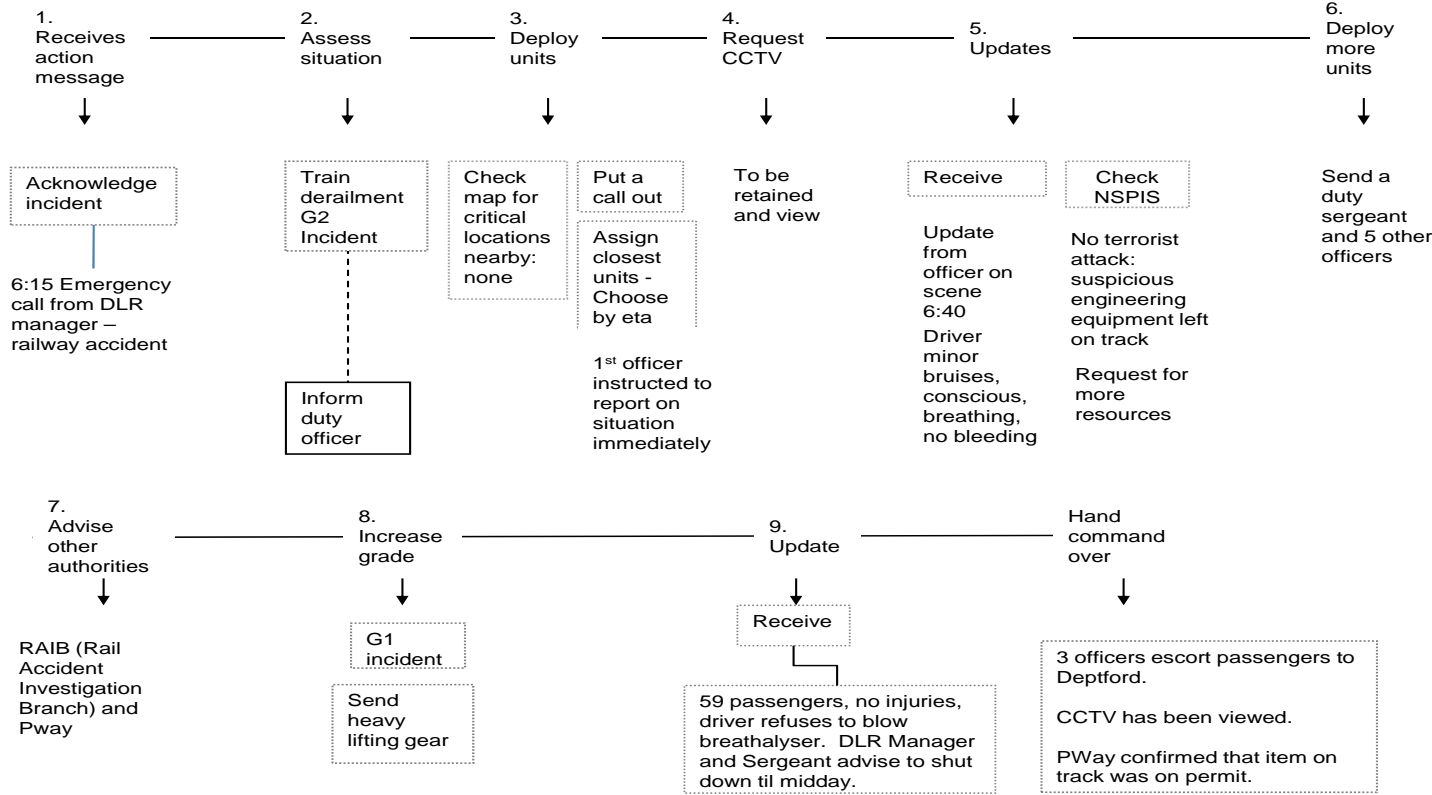 1.
Receives
action
message
2.
Assess
situation
3.
Deploy
units
4.
Request
CCTV
5.
Updates
6.
Deploy
more
units
Acknowledge
incident
6:15 Emergency
call from DLR
manager –
railway accident
Train
derailment
G2
Incident
Inform
duty
officer
Check
map for
critical
locations
nearby:
none
Put a
call out
Assign
closest
units -
Choose
by eta
1st officer
instructed to
report on
situation
immediately
To be
retained
and view
Receive
Update
from
officer on
scene
6:40
Driver
minor
bruises,
conscious,
breathing,
no bleeding
Check
NSPIS
No terrorist
attack:
suspicious
engineering
equipment left
on track
Request for
more
resources
Send a
duty
sergeant
and 5 other
officers
7.
Advise
other
authorities
8.
Increase
grade
9.
Update
Hand
command
over
RAIB (Rail
Accident
Investigation
Branch) and
Pway
G1
incident
Send
heavy
lifting gear
Receive
59 passengers, no injuries,
driver refuses to blow
breathalyser.  DLR Manager
and Sergeant advise to shut
down til midday.
3 officers escort passengers to
Deptford.
CCTV has been viewed.
PWay confirmed that item on
track was on permit.